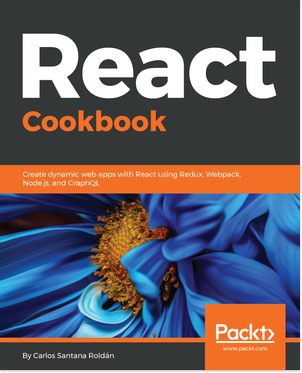 React
Cookbook
Create dynamic web apps with React using Redux, Webpack,
Node.js, and GraphQL
Packt>
www.packt.com
By Carlos Santana Roldán